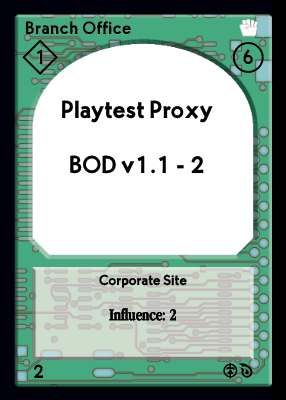 Branch Office
1
6
Playtest Proxy
BOD v1.1 - 2
Corporate Site
Influence: 2
2